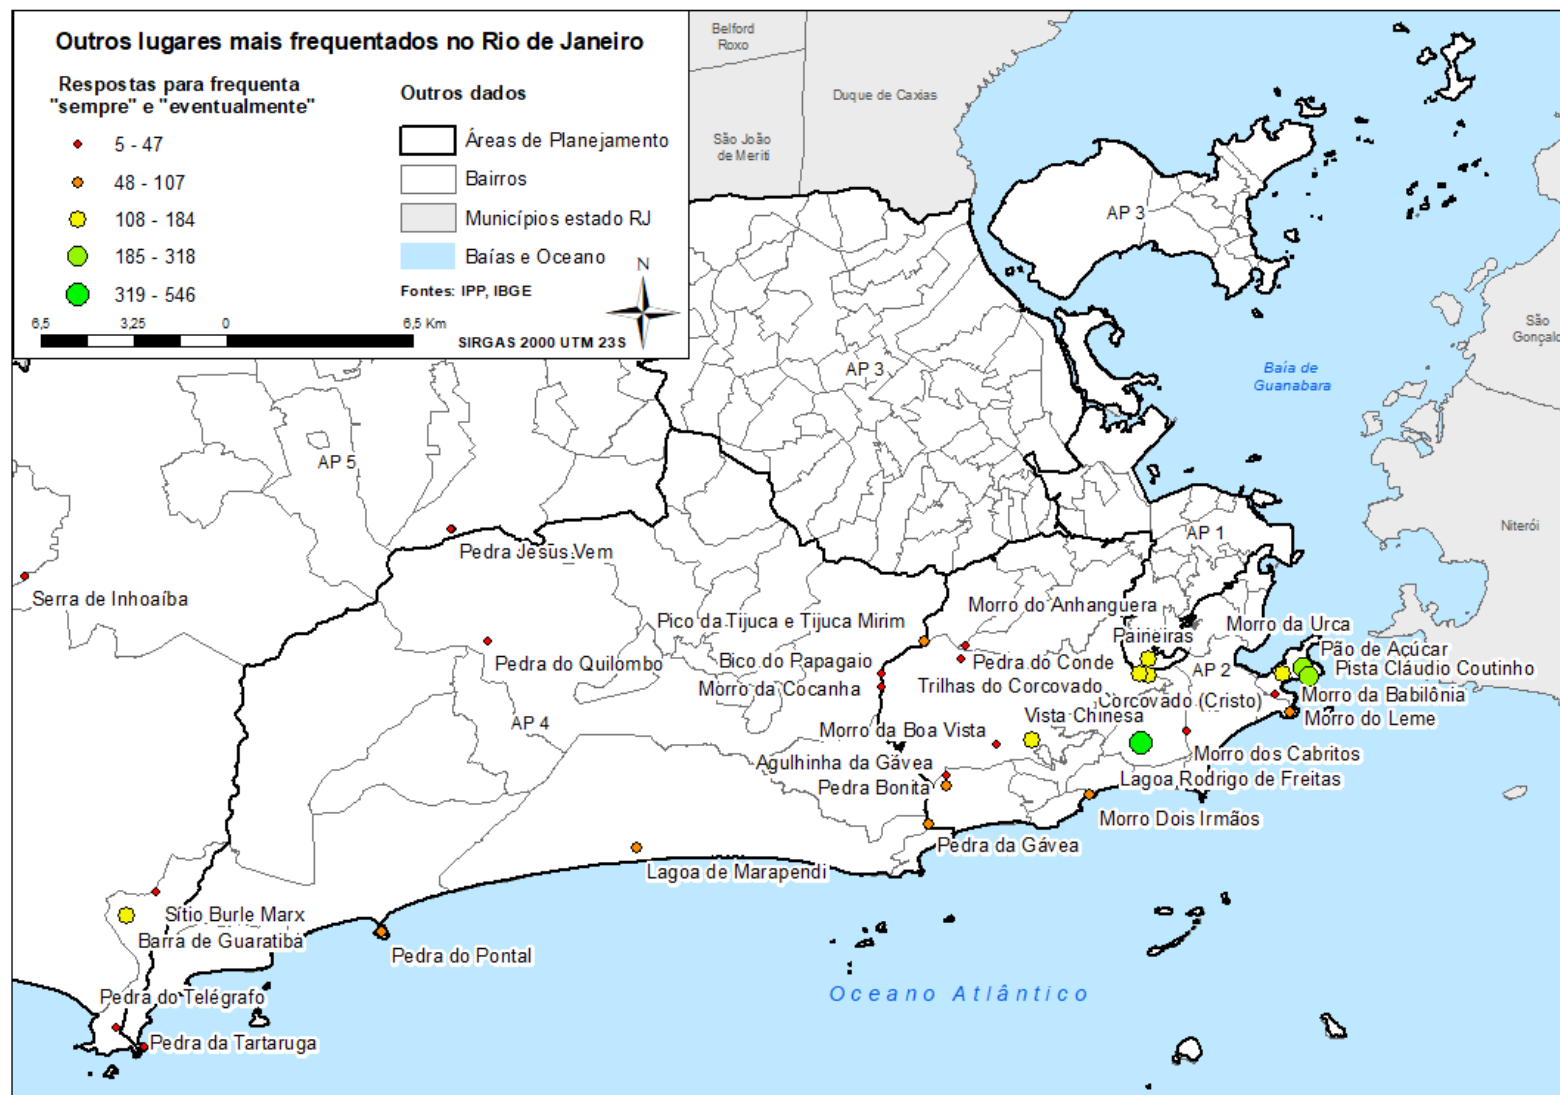 Outros lugares mais frequentados no Rio de Janeiro
Respostas para frequenta
"sempre" e "eventualmente"
5 - 47
48 - 107
108 - 184
185 - 318
319 - 546
Outros dados
Áreas de Planejamento
Bairros
Municípios estado RJ
Baías e Oceano
Fontes: IPP, IBGE
N
6,5 3,25 0 6,5 Km
SIRGAS 2000 UTM 23S
Belford
Roxo
Duque de Caxias
São João
de Meriti
AP 3
São
Gonçalo
Baía de
Guanabara
AP 3
AP 5
Niterói
AP 1
Pedra Jesus Vem
Serra de Inhoaíba
Morro do Anhanguera
Pico da Tijuca e Tijuca Mirim
Morro da Urca
Paineiras
Pão de Açúcar
Pedra do Quilombo
Bico do Papagaio
Pedra do Conde
AP 2
Pista Cláudio Coutinho
Morro da Cocanha
Trilhas do Corcovado
Morro da Babilônia
Corcovado (Cristo)
AP 4
Vista Chinesa
Morro do Leme
Morro da Boa Vista
Morro dos Cabritos
Agulhinha da Gávea
Lagoa Rodrigo de Freitas
Pedra Bonita
Morro Dois Irmãos
Pedra da Gávea
Lagoa de Marapendi
Sítio Burle Marx
Barra de Guaratiba
Pedra do Pontal
Oceano Atlântico
Pedra do Telégrafo
Pedra da Tartaruga